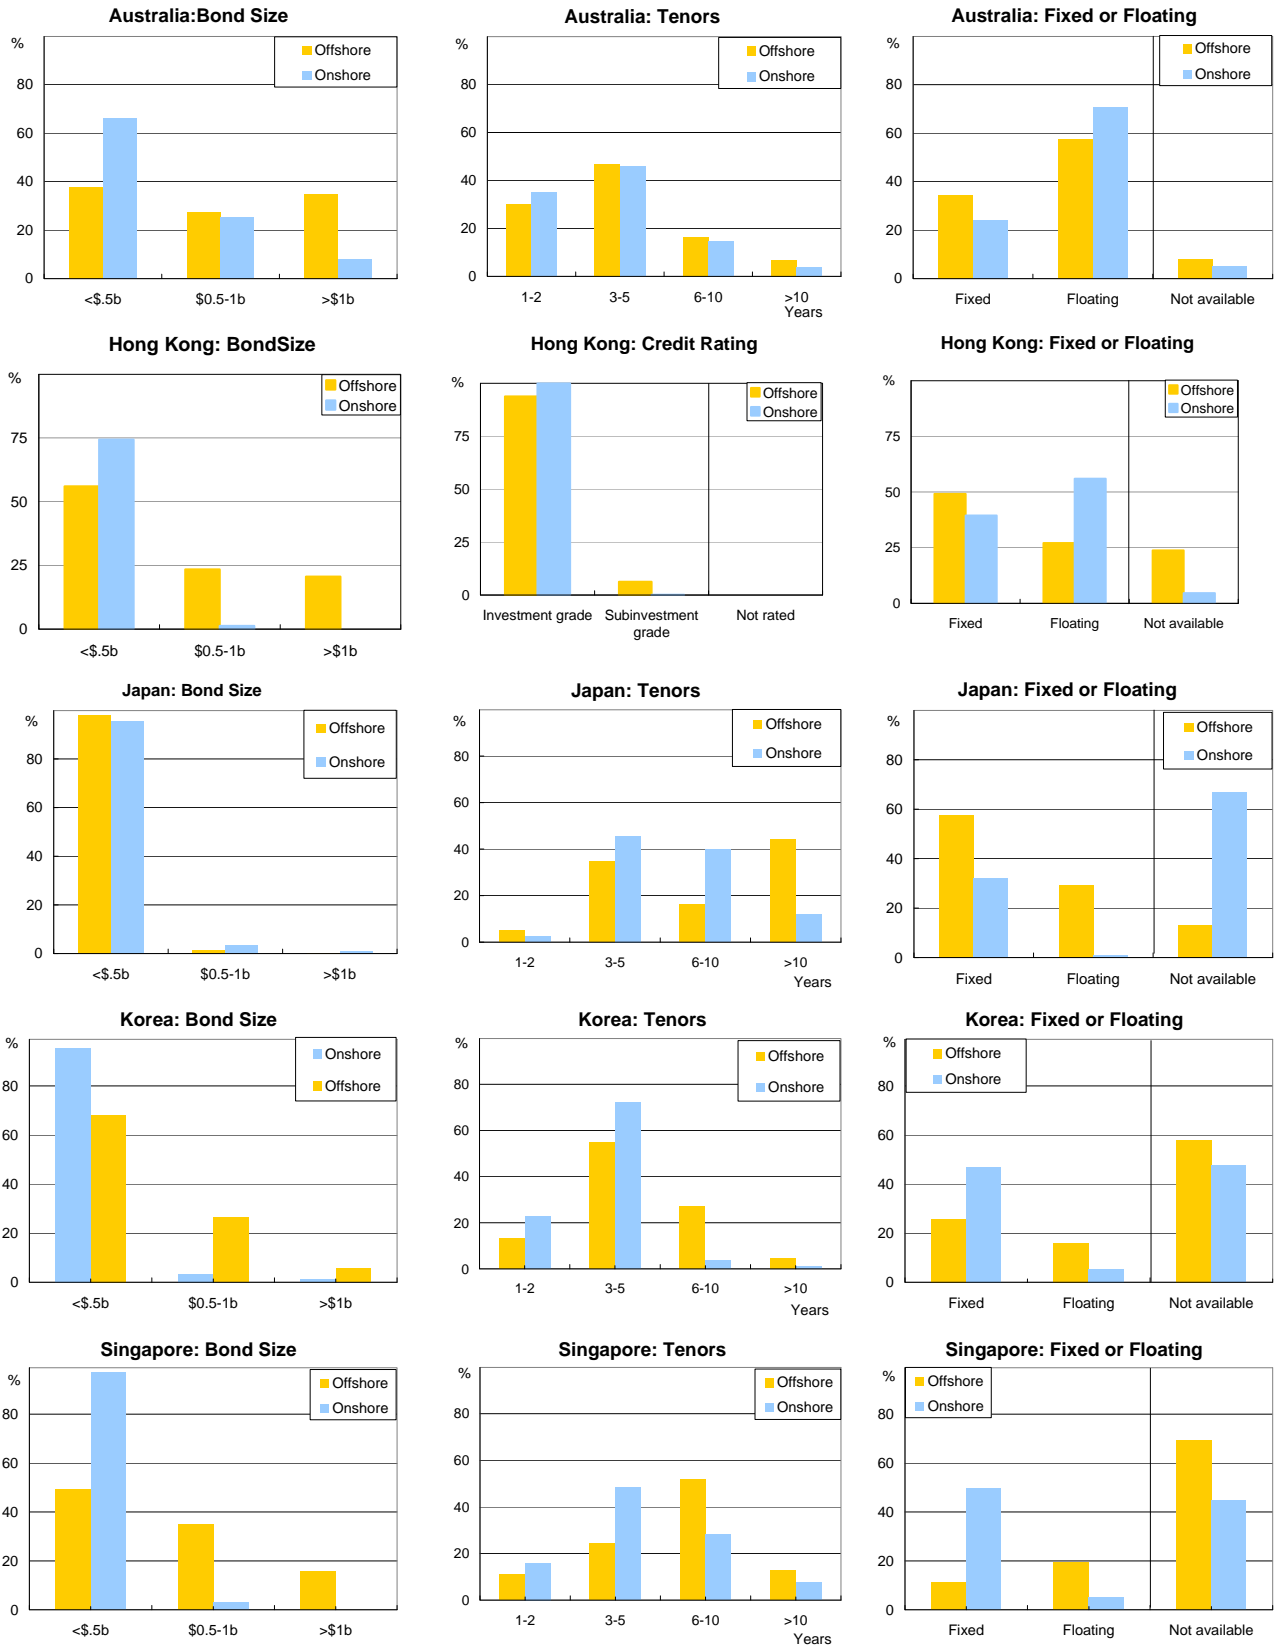 Australia:Bond Size
%
Offshore
Onshore
80
60
40
20
0
<$.5b
$0.5-1b
>$1b
Australia: Tenors
%
Offshore
Onshore
80
60
40
20
0
1-2
3-5
6-10
>10
Years
Australia: Fixed or Floating
%
Offshore
Onshore
80
60
40
20
0
Fixed
Floating
Not available
Hong Kong: BondSize
%
Offshore
Onshore
75
50
25
0
<$.5b
$0.5-1b
>$1b
Hong Kong: Credit Rating
%
Offshore
Onshore
75
50
25
0
Investment grade
Subinvestment
grade
Not rated
Hong Kong: Fixed or Floating
%
Offshore
Onshore
75
50
25
0
Fixed
Floating
Not available
Japan: Bond Size
%
Offshore
Onshore
80
60
40
20
0
<$.5b
$0.5-1b
>$1b
Japan: Tenors
%
Offshore
Onshore
80
60
40
20
0
1-2
3-5
6-10
>10
Years
Japan: Fixed or Floating
%
Offshore
Onshore
80
60
40
20
0
Fixed
Floating
Not available
Korea: Bond Size
%
Onshore
Offshore
80
60
40
20
0
<$.5b
$0.5-1b
>$1b
Korea: Tenors
%
Offshore
Onshore
80
60
40
20
0
1-2
3-5
6-10
>10
Years
Korea: Fixed or Floating
%
Offshore
Onshore
80
60
40
20
0
Fixed
Floating
Not available
Singapore: Bond Size
%
Offshore
Onshore
80
60
40
20
0
<$.5b
$0.5-1b
>$1b
Singapore: Tenors
%
Offshore
Onshore
80
60
40
20
0
1-2
3-5
6-10
>10
Years
Singapore: Fixed or Floating
%
Offshore
Onshore
80
60
40
20
0
Fixed
Floating
Not available